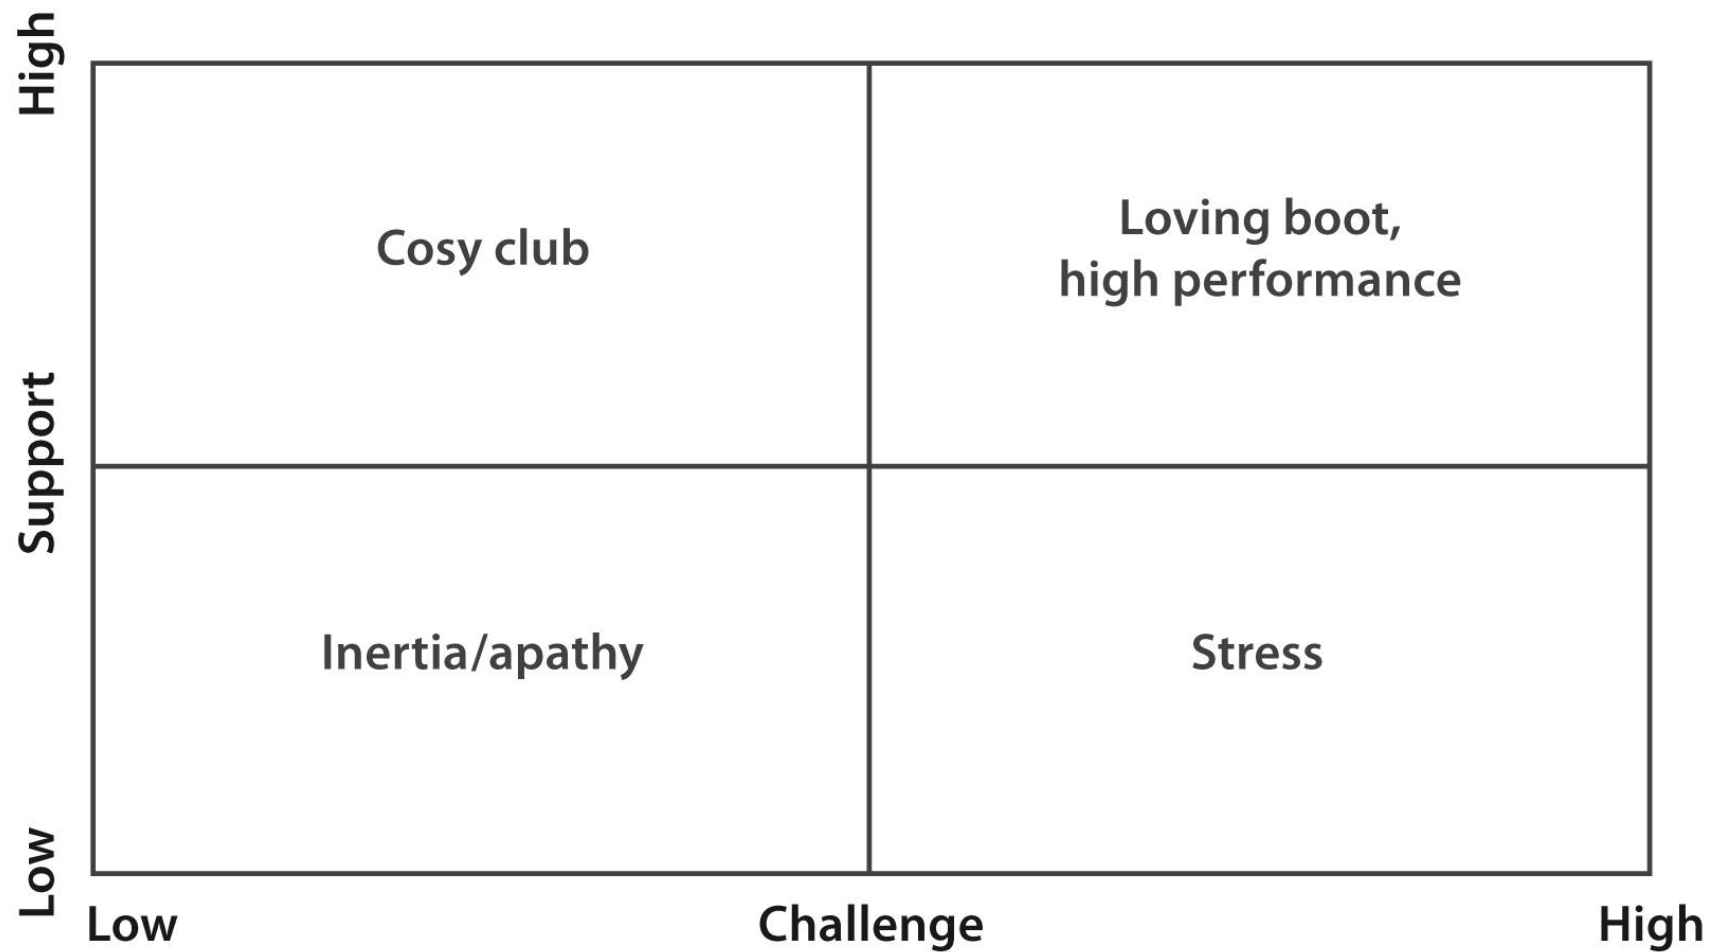 High
Cosy club
Loving boot,
high performance
Support
Inertia/apathy
Stress
Low
Low
Challenge
High